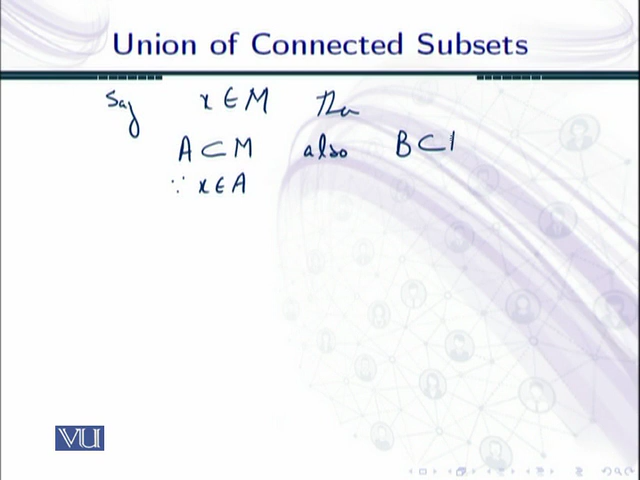 Union of Connected Subsets
Say x ∈ M Then
A ⊂ M also B ⊂
∵ x ∈ A
VU